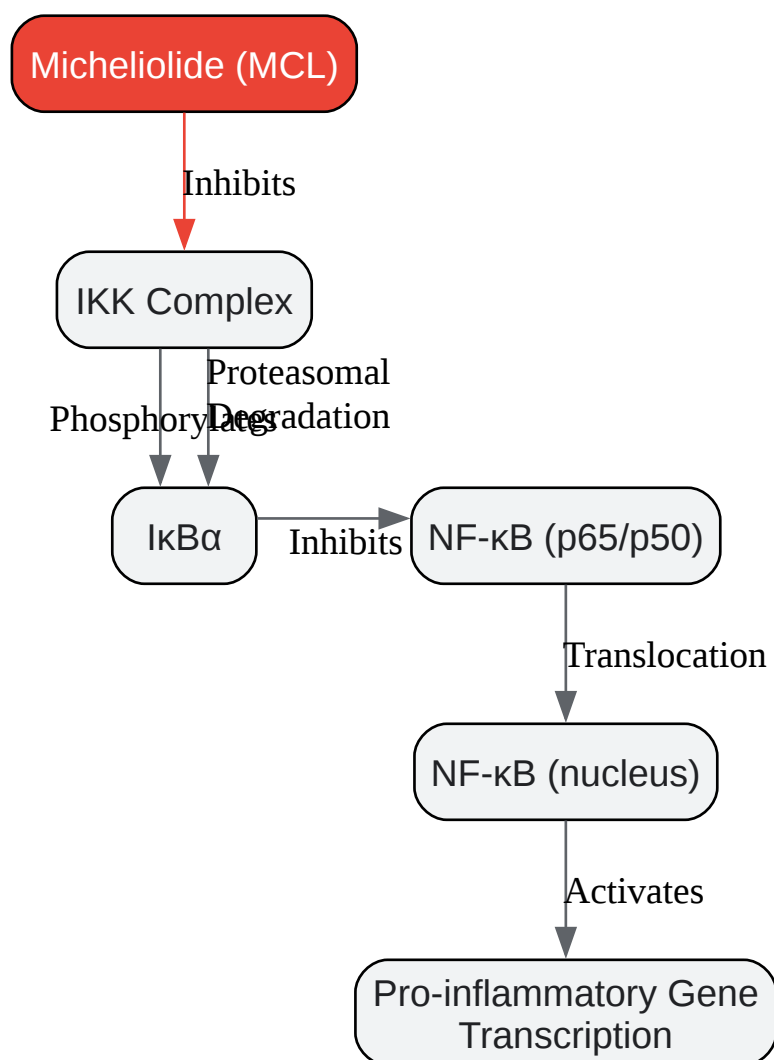 Micheliolide (MCL)
Inhibits
IKK Complex
Proteasomal
Degradation
Phosphorylates
IκBα
Inhibits
NF-κB (p65/p50)
Translocation
NF-κB (nucleus)
Activates
Pro-inflammatory Gene
Transcription